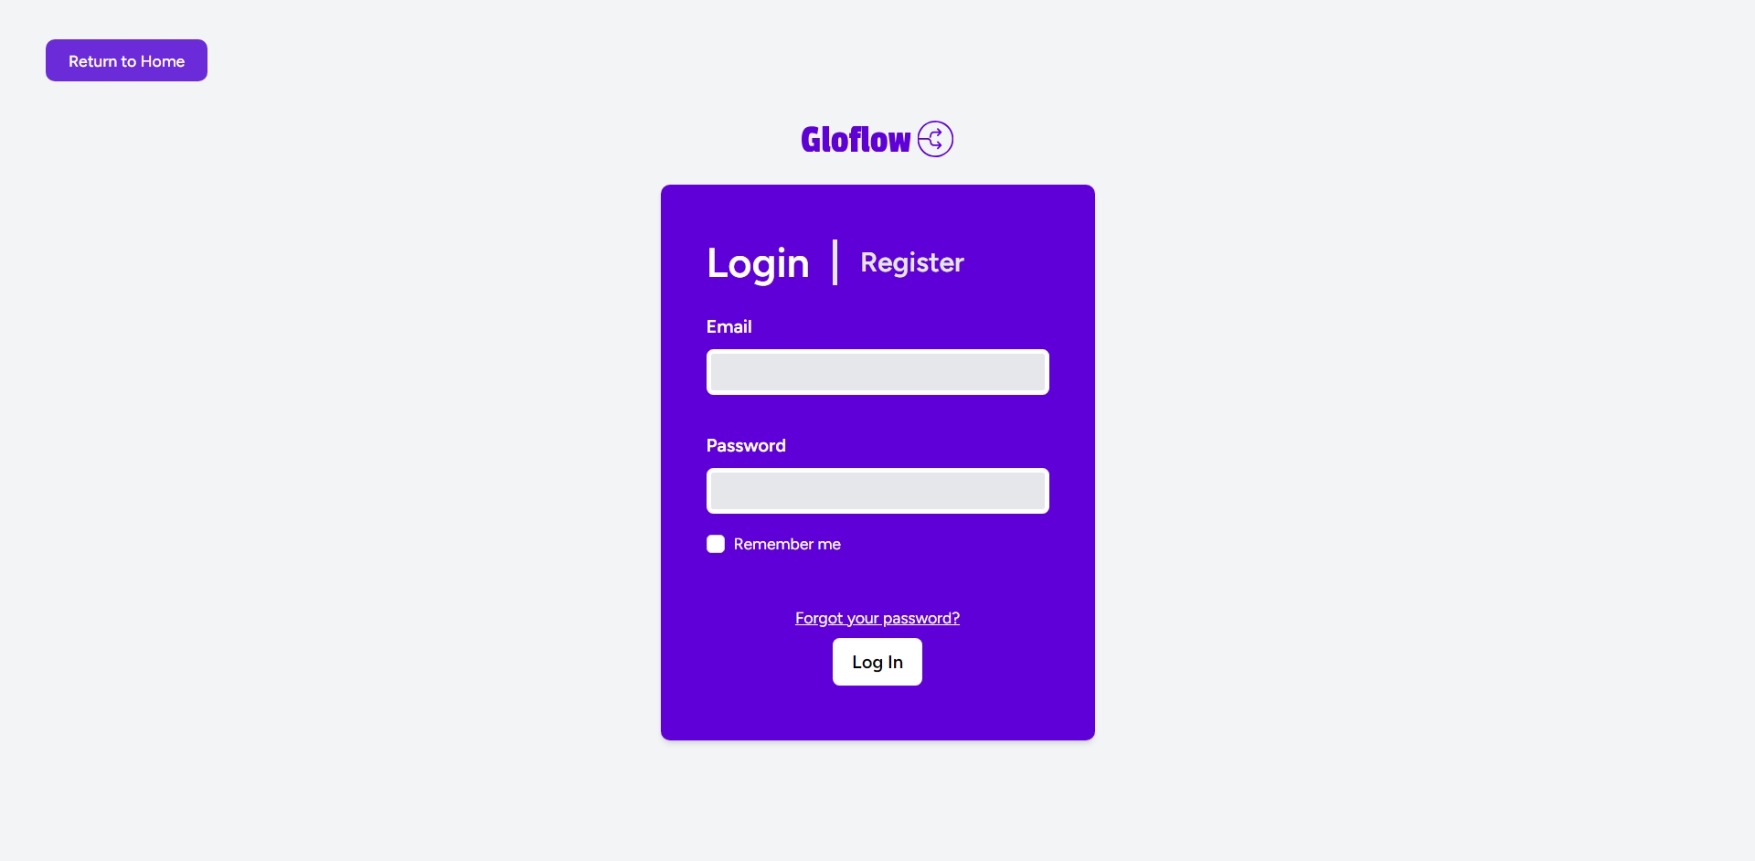 Return to Home
Gloflow
Login | Register
Email
Password
Remember me
Forgot your password?
Log In